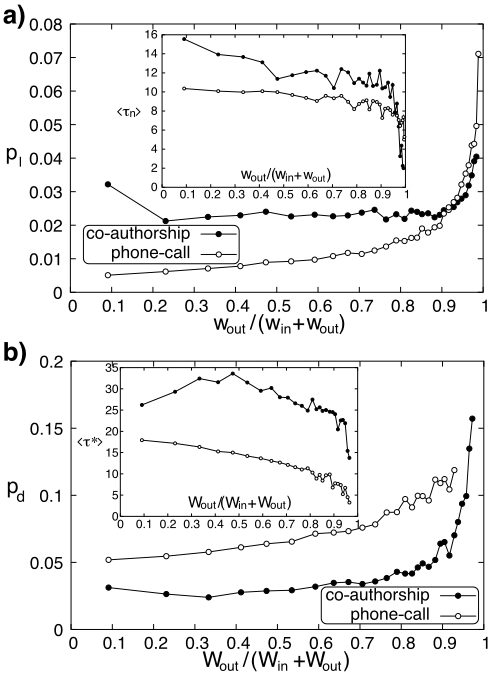 a)
0.08
0.07
0.06
0.05
0.04
0.03
0.02
0.01
0
p_l
16
14
12
10
8
6
4
2
0
<τ_n>
0 0.1 0.2 0.3 0.4 0.5 0.6 0.7 0.8 0.9 1
w_out/(w_in+w_out)
co-authorship
phone-call
0 0.1 0.2 0.3 0.4 0.5 0.6 0.7 0.8 0.9 1
w_out/(w_in+w_out)
b)
0.2
0.15
0.1
0.05
0
p_d
35
30
25
20
15
10
5
0
<τ*>
0 0.1 0.2 0.3 0.4 0.5 0.6 0.7 0.8 0.9 1
W_out/(W_in+W_out)
co-authorship
phone-call
0 0.1 0.2 0.3 0.4 0.5 0.6 0.7 0.8 0.9 1
W_out/(W_in+W_out)